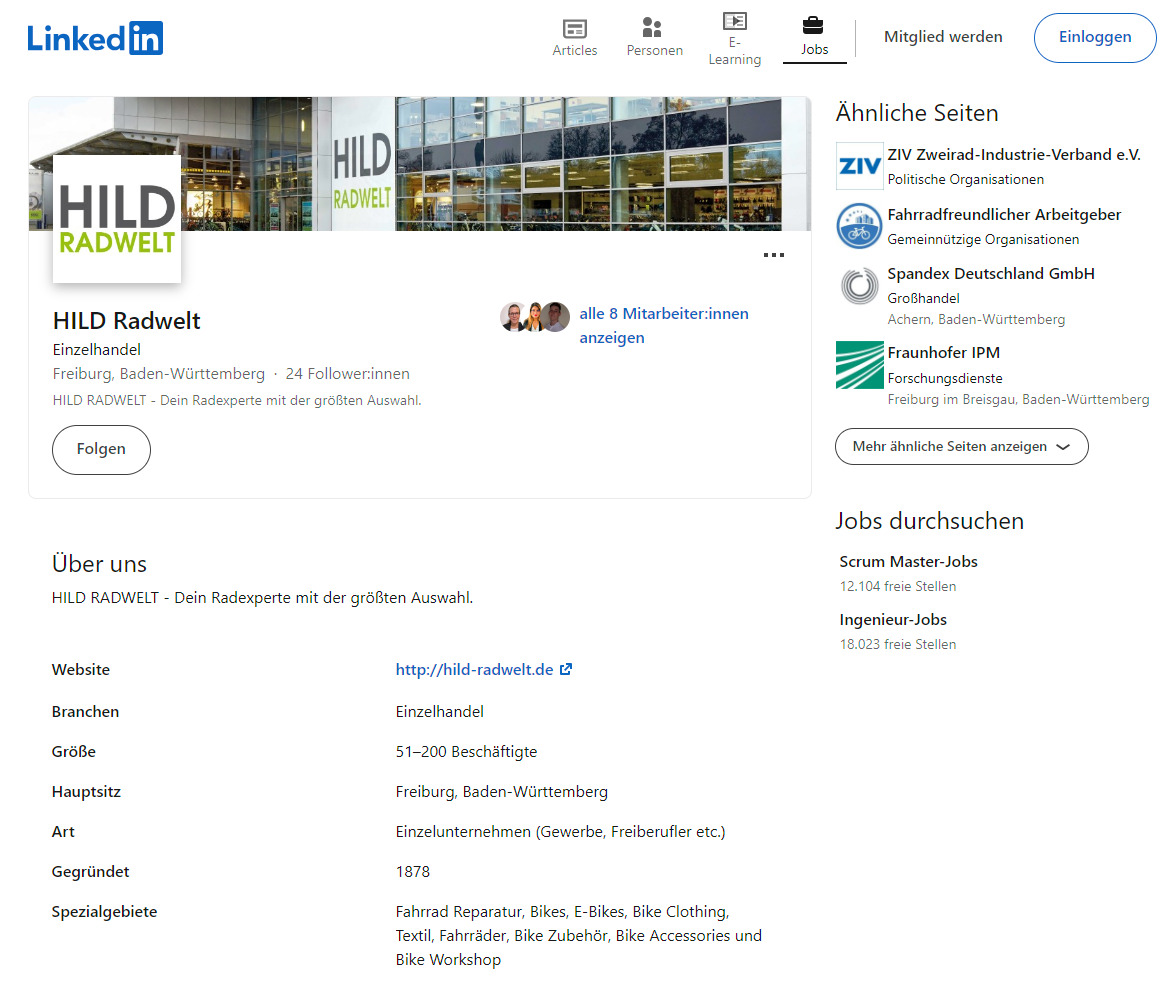 Linked in
Articles
Personen
E-
Learning
Jobs
Mitglied werden
Einloggen
HILD
RADWELT
HILD
RADWELT
HILD Radwelt
Einzelhandel
Freiburg, Baden-Württemberg · 24 Follower:innen
HILD RADWELT - Dein Radexperte mit der größten Auswahl.
alle 8 Mitarbeiter:innen
anzeigen
Folgen
Über uns
HILD RADWELT - Dein Radexperte mit der größten Auswahl.
Website http://hild-radwelt.de
Branchen Einzelhandel
Größe 51–200 Beschäftigte
Hauptsitz Freiburg, Baden-Württemberg
Art Einzelunternehmen (Gewerbe, Freiberufler etc.)
Gegründet 1878
Spezialgebiete Fahrrad Reparatur, Bikes, E-Bikes, Bike Clothing,
Textil, Fahrräder, Bike Zubehör, Bike Accessories und
Bike Workshop
Ähnliche Seiten
ZIV
ZIV Zweirad-Industrie-Verband e.V.
Politische Organisationen
Fahrradfreundlicher Arbeitgeber
Gemeinnützige Organisationen
Spandex Deutschland GmbH
Großhandel
Achern, Baden-Württemberg
Fraunhofer IPM
Forschungsdienste
Freiburg im Breisgau, Baden-Württemberg
Mehr ähnliche Seiten anzeigen
Jobs durchsuchen
Scrum Master-Jobs
12.104 freie Stellen
Ingenieur-Jobs
18.023 freie Stellen